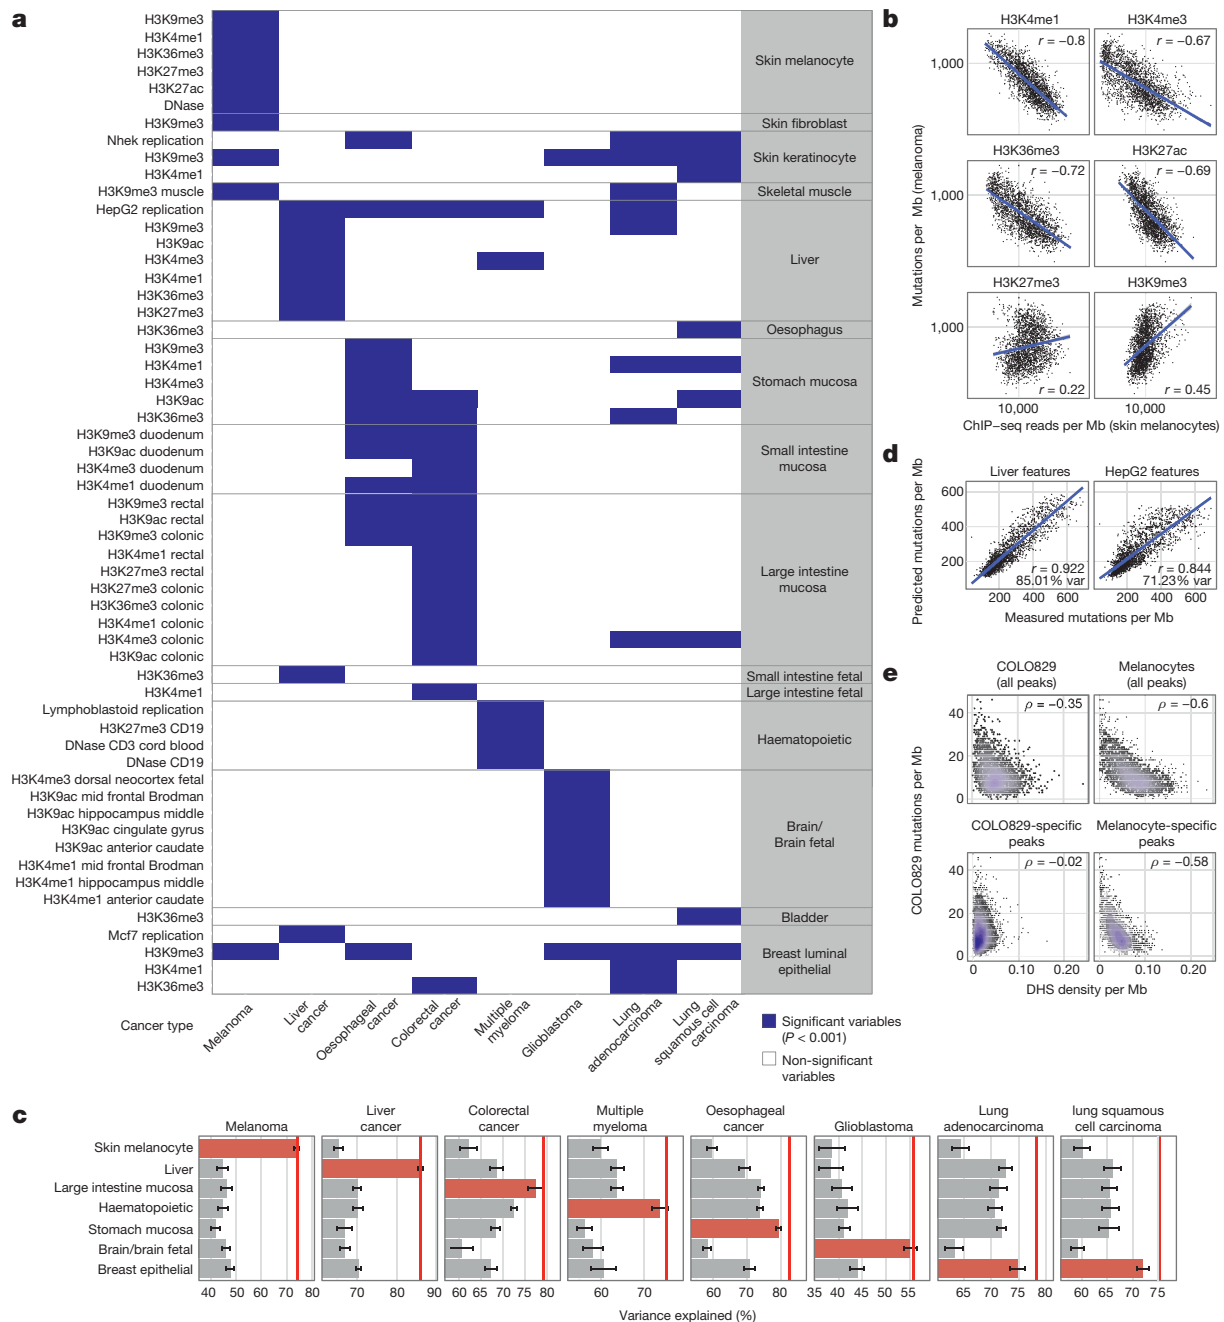 a
H3K9me3
H3K4me1
H3K36me3
H3K27me3
H3K27ac
DNase
Skin melanocyte
H3K9me3
Skin fibroblast
Nhek replication
H3K9me3
H3K4me1
Skin keratinocyte
H3K9me3 muscle
Skeletal muscle
HepG2 replication
H3K9me3
H3K9ac
H3K4me3
H3K4me1
H3K36me3
H3K27me3
Liver
H3K36me3
Oesophagus
H3K9me3
H3K4me1
H3K4me3
H3K9ac
H3K36me3
Stomach mucosa
H3K9me3 duodenum
H3K9ac duodenum
H3K4me3 duodenum
H3K4me1 duodenum
Small intestine
mucosa
H3K9me3 rectal
H3K9ac rectal
H3K9me3 colonic
H3K4me1 rectal
H3K27me3 rectal
H3K27me3 colonic
H3K36me3 colonic
H3K4me1 colonic
H3K4me3 colonic
H3K9ac colonic
Large intestine
mucosa
H3K36me3
Small intestine fetal
H3K4me1
Large intestine fetal
Lymphoblastoid replication
H3K27me3 CD19
DNase CD3 cord blood
DNase CD19
Haematopoietic
H3K4me3 dorsal neocortex fetal
H3K9ac mid frontal Brodman
H3K9ac hippocampus middle
H3K9ac cingulate gyrus
H3K9ac anterior caudate
H3K4me1 mid frontal Brodman
H3K4me1 hippocampus middle
H3K4me1 anterior caudate
Brain/
Brain fetal
H3K36me3
Bladder
Mcf7 replication
H3K9me3
H3K4me1
H3K36me3
Breast luminal
epithelial
Cancer type
Melanoma
Liver
cancer
Oesophageal
cancer
Colorectal
cancer
Multiple
myeloma
Glioblastoma
Lung
adenocarcinoma
Lung
squamous cell
carcinoma
Significant variables
(P < 0.001)
Non-significant
variables
b
H3K4me1
H3K4me3
r = −0.8
r = −0.67
1,000
H3K36me3
H3K27ac
r = −0.72
r = −0.69
1,000
H3K27me3
H3K9me3
1,000
r = 0.22
r = 0.45
10,000
10,000
Mutations per Mb (melanoma)
ChIP−seq reads per Mb (skin melanocytes)
d
Liver features
HepG2 features
600
400
200
r = 0.922
85.01% var
r = 0.844
71.23% var
200 400 600
200 400 600
Predicted mutations per Mb
Measured mutations per Mb
e
COLO829
(all peaks)
Melanocytes
(all peaks)
ρ = −0.35
ρ = −0.6
40
20
0
COLO829-specific
peaks
Melanocyte-specific
peaks
ρ = −0.02
ρ = −0.58
40
20
0
0 0.10 0.20
0 0.10 0.20
COLO829 mutations per Mb
DHS density per Mb
c
Skin melanocyte
Liver
Large intestine mucosa
Haematopoietic
Stomach mucosa
Brain/brain fetal
Breast epithelial
Melanoma
Liver
cancer
Colorectal
cancer
Multiple
myeloma
Oesophageal
cancer
Glioblastoma
Lung
adenocarcinoma
lung squamous
cell carcinoma
40 50 60 70 80
60 70 80 90
60 65 70 75 80
60 70
60 70 80
35 45 55
65 70 75 80
65 70 75
Variance explained (%)